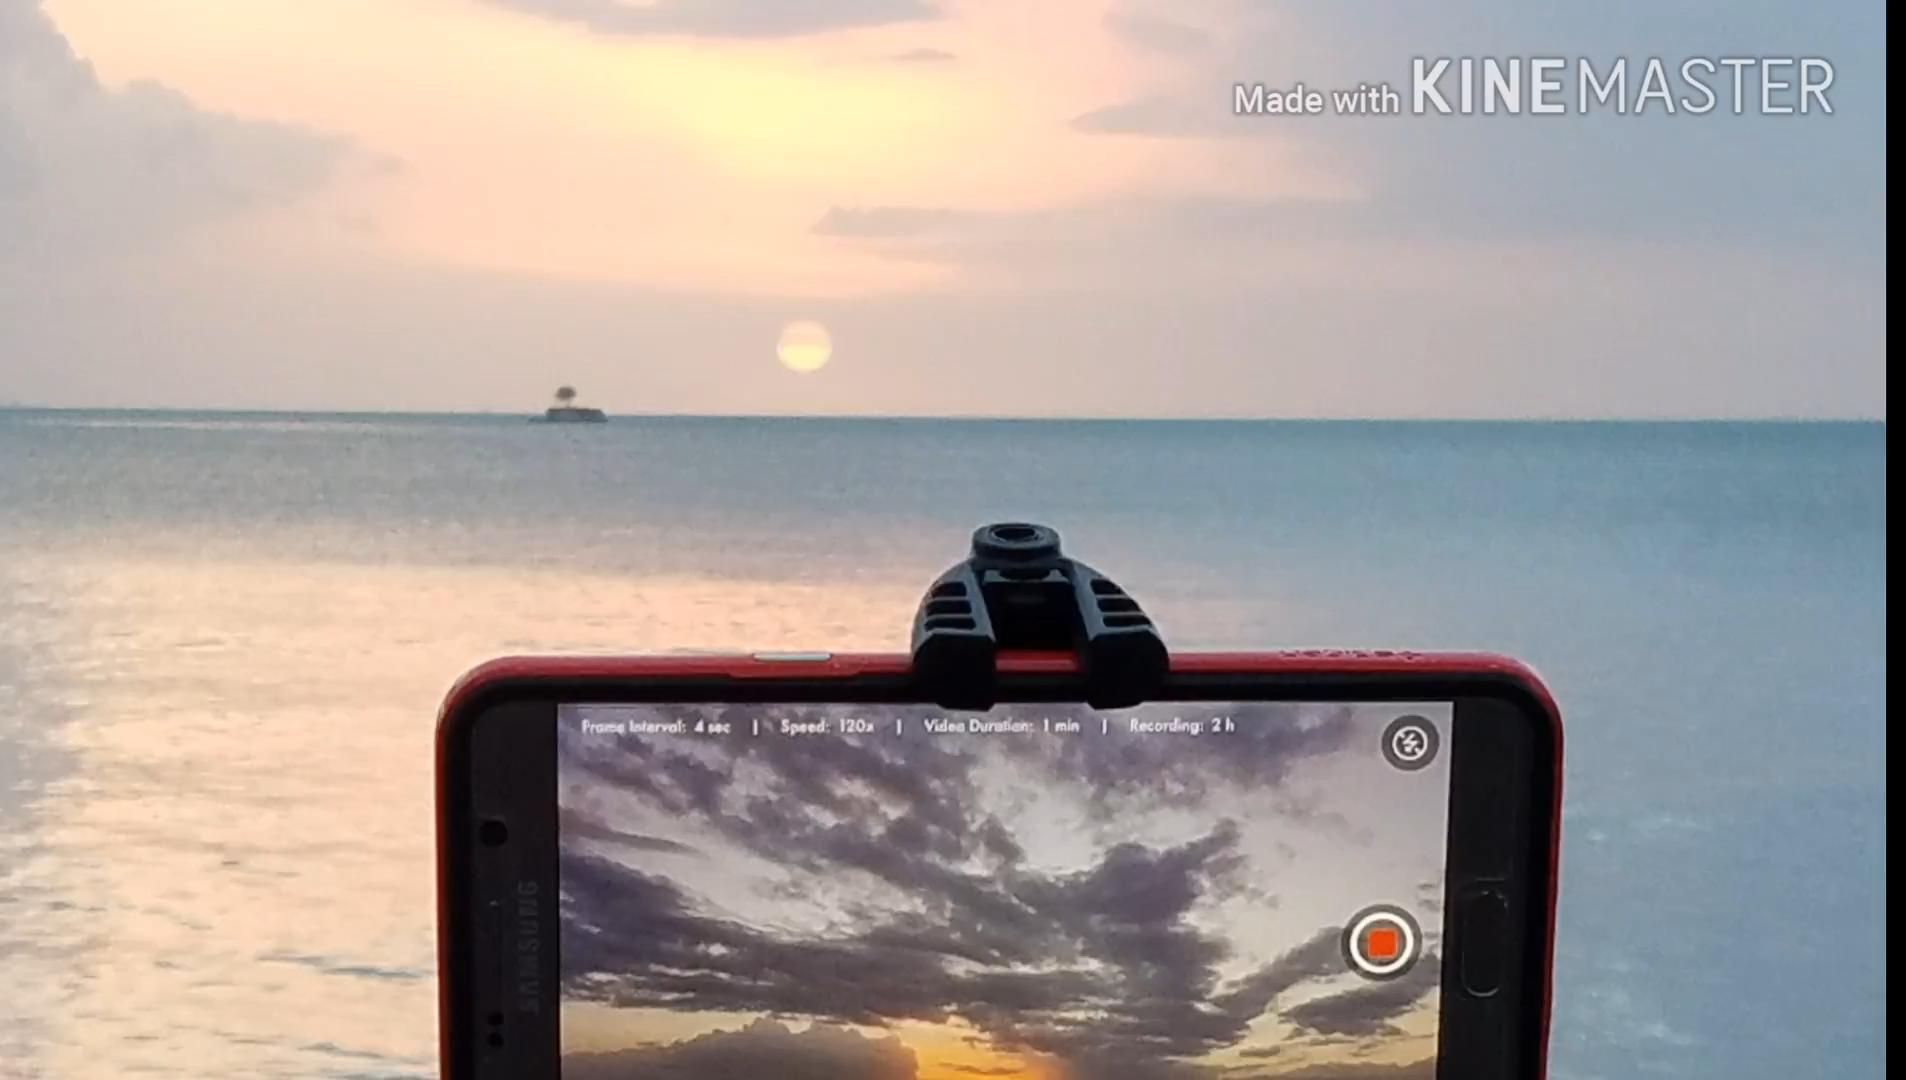 Made with KINEMASTER
Frame Interval: 4 sec | Speed: 120x | Video Duration: 1 min | Recording: 2 h
SAMSUNG